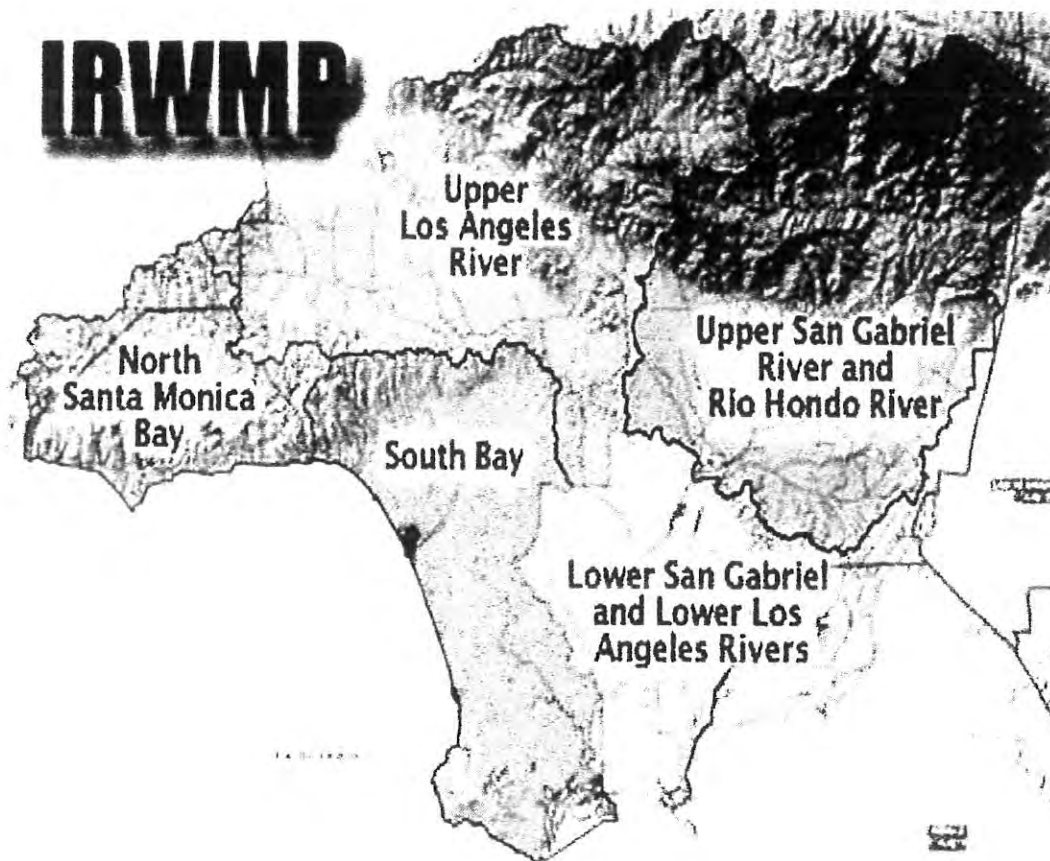 IRWMP
Upper
Los Angeles
River
Upper San Gabriel
River and
Rio Hondo River
North
Santa Monica
Bay
South Bay
Lower San Gabriel
and Lower Los
Angeles Rivers